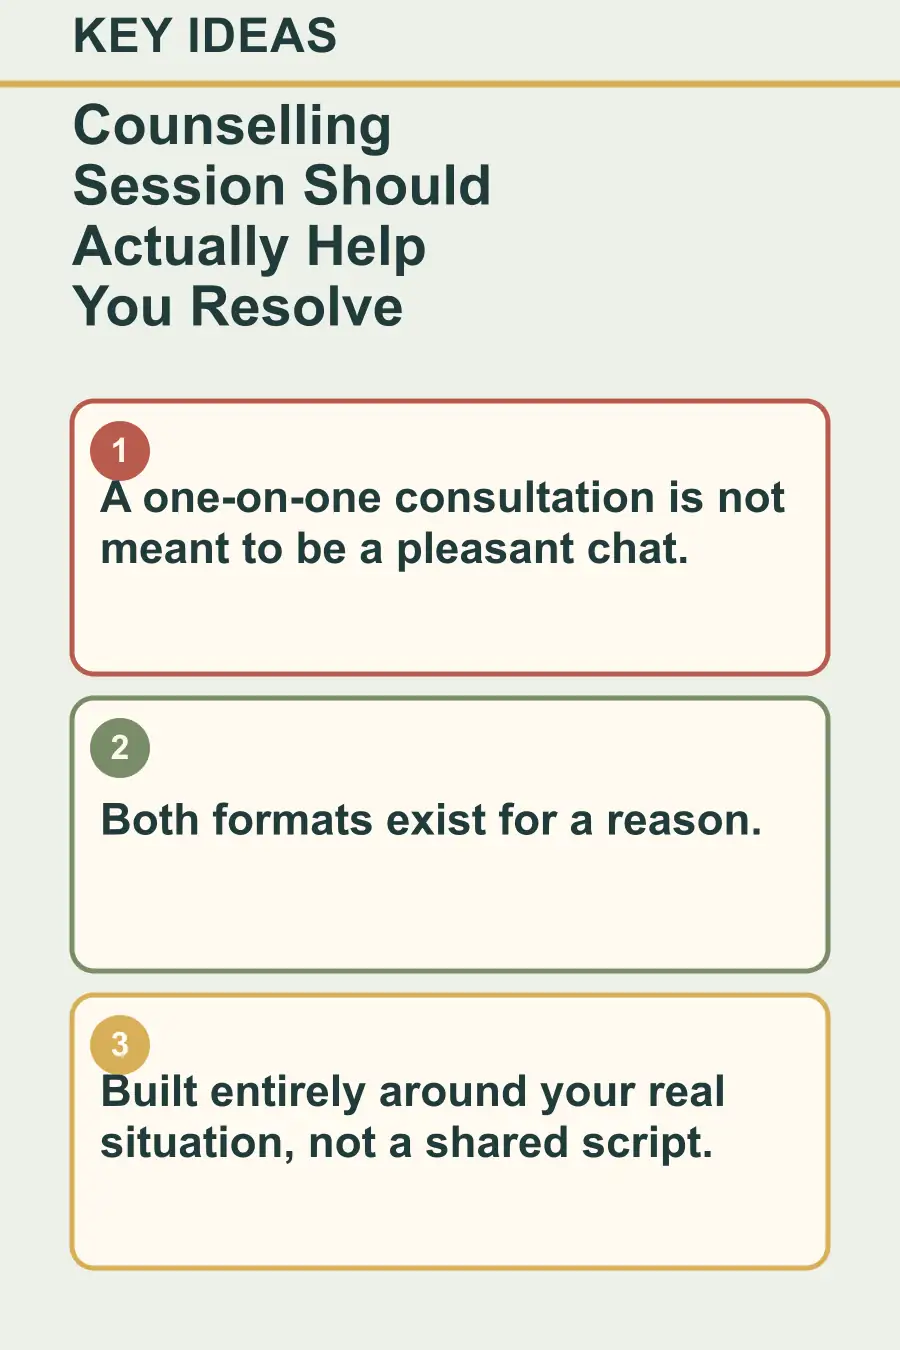 KEY IDEAS
Counselling
Session Should
Actually Help
You Resolve
1
A one-on-one consultation is not
meant to be a pleasant chat.
2
Both formats exist for a reason.
3
Built entirely around your real
situation, not a shared script.